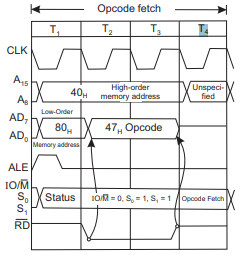 Opcode fetch
T1 T2 T3 T4
CLK
A15
A8
40H
High-order
memory address
Unspeci-
fied
AD7
AD0
Low-Order
80H
Memory address
47H Opcode
ALE
IO/M̅
S0
S1
Status
IO/M̅ = 0, S0 = 1, S1 = 1
Opcode Fetch
R̅D̅